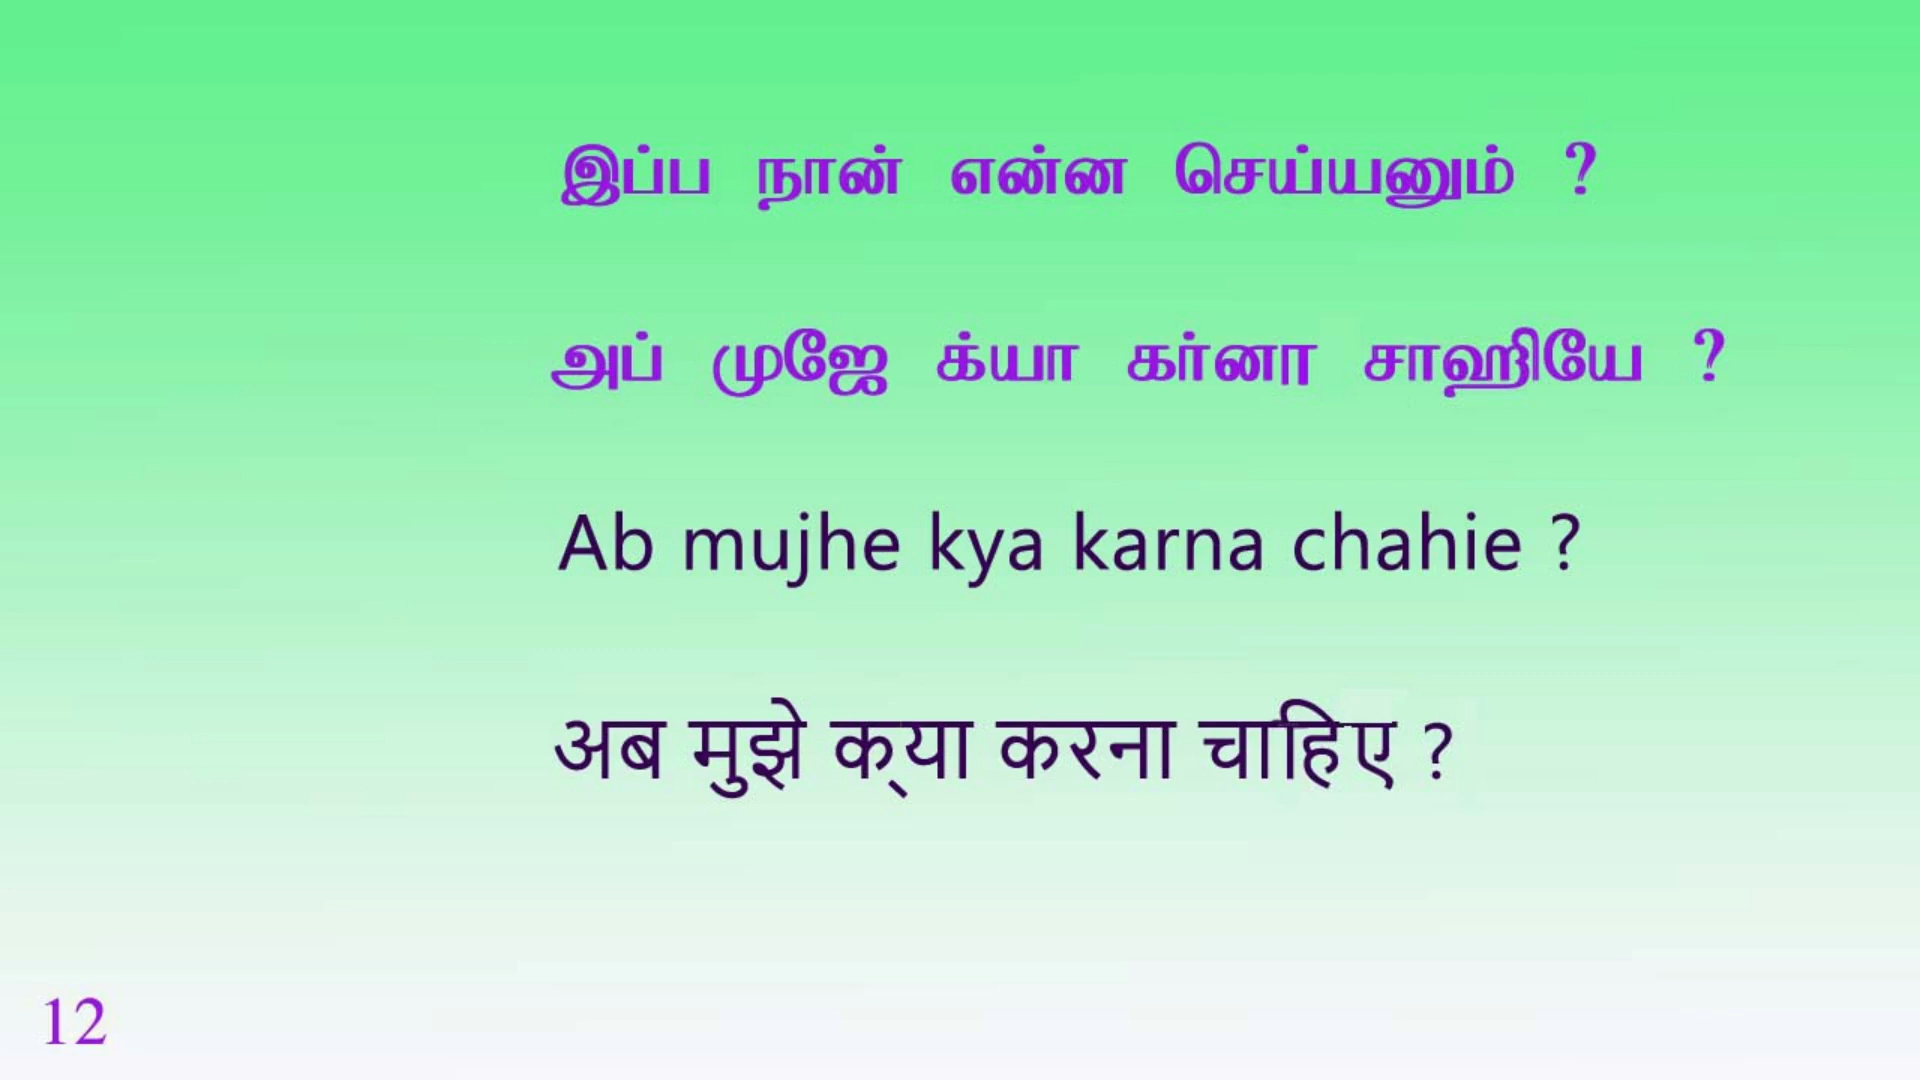 இப்ப நான் என்ன செய்யனும் ?
அப் முஜே க்யா கர்னா சாஹியே ?
Ab mujhe kya karna chahie ?
अब मुझे क्‌या करना चाहिए ?
12